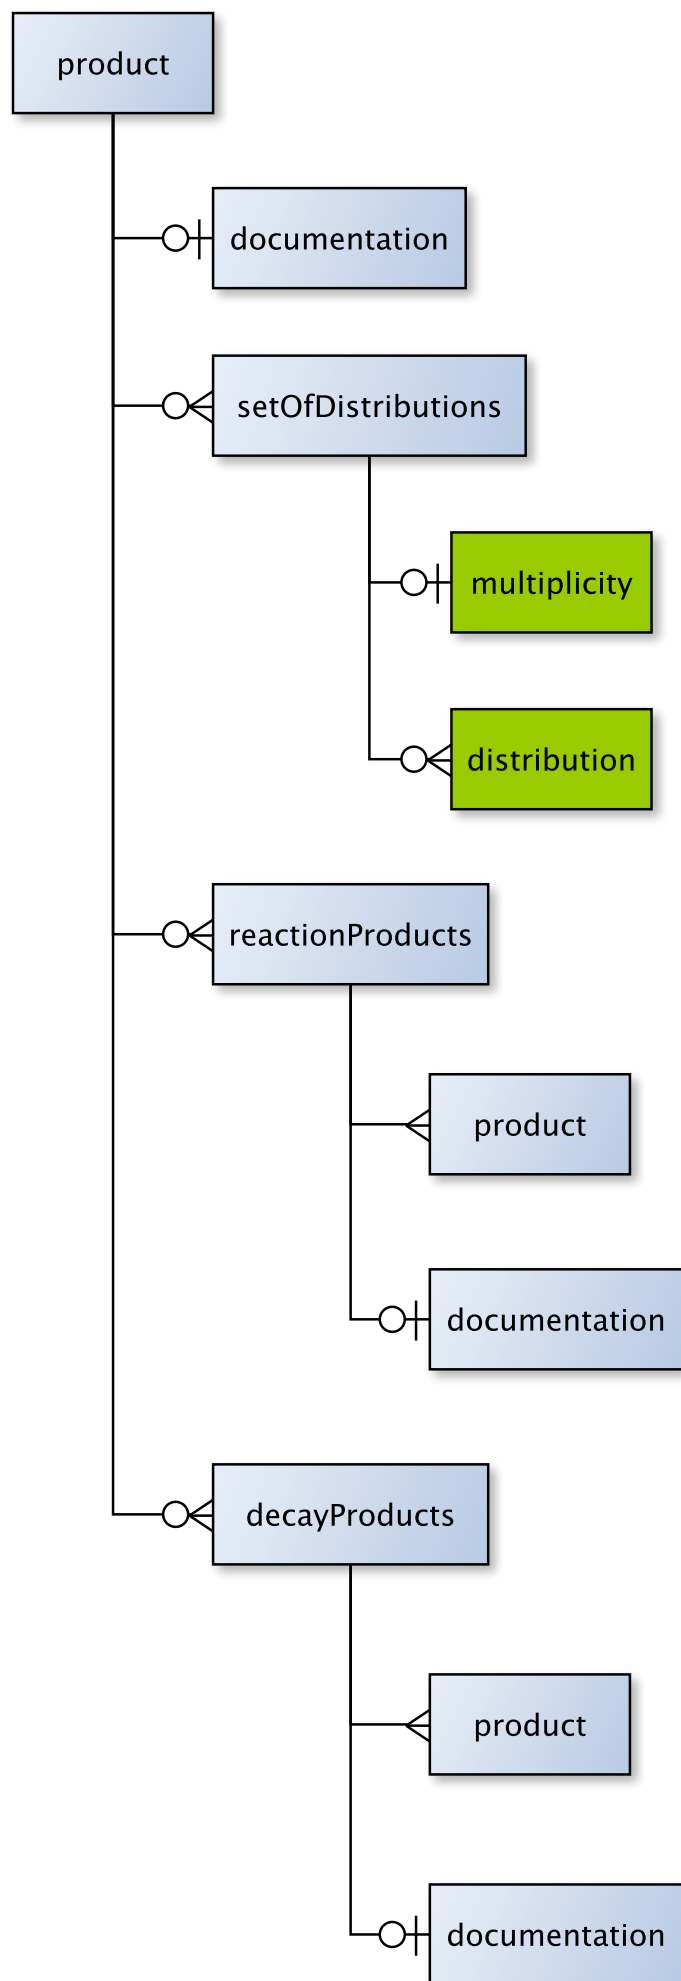 product
documentation
setOfDistributions
multiplicity
distribution
reactionProducts
product
documentation
decayProducts
product
documentation